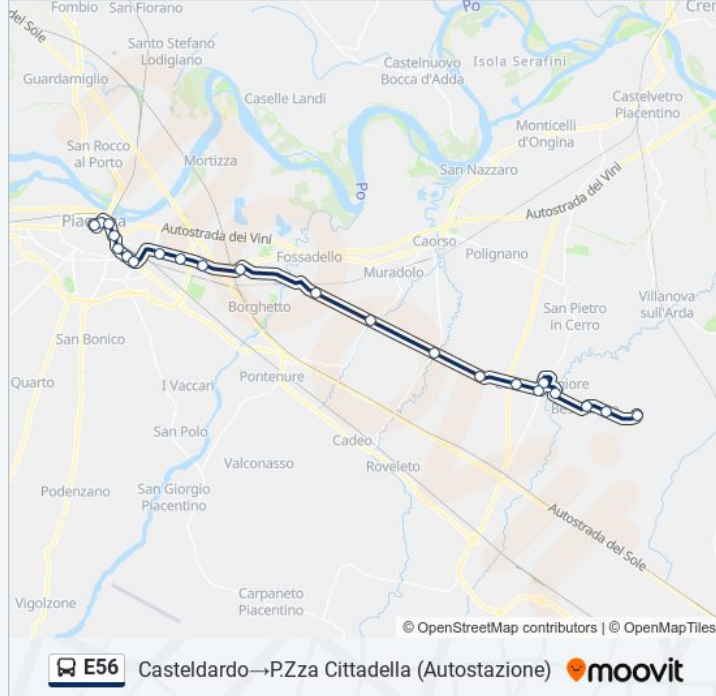 Fombio
San Fiorano
Cre
del Sole
Santo Stefano
Lodigiano
Po
Castelnuovo
Bocca d'Adda
Isola Serafini
Guardamiglio
Caselle Landi
Castelvetro
Piacentino
Monticelli
d'Ongina
San Rocco
al Porto
Mortizza
San Nazzaro
Po
Autostrada dei Vini
Autostrada dei Vini
Fossadello
Caorso
Polignano
Muradolo
Villanova
sull'Arda
Borghetto
San Pietro
in Cerro
San Bonico
Pontenure
Quarto
I Vaccari
San Polo
Cadeo
Valconasso
Roveleto
Podenzano
San Giorgio
Piacentino
Autostrada del Sole
Carpaneto
Piacentino
Vigolzone
© OpenStreetMap contributors | © OpenMapTiles
E56 Casteldardo→P.Zza Cittadella (Autostazione) moovit